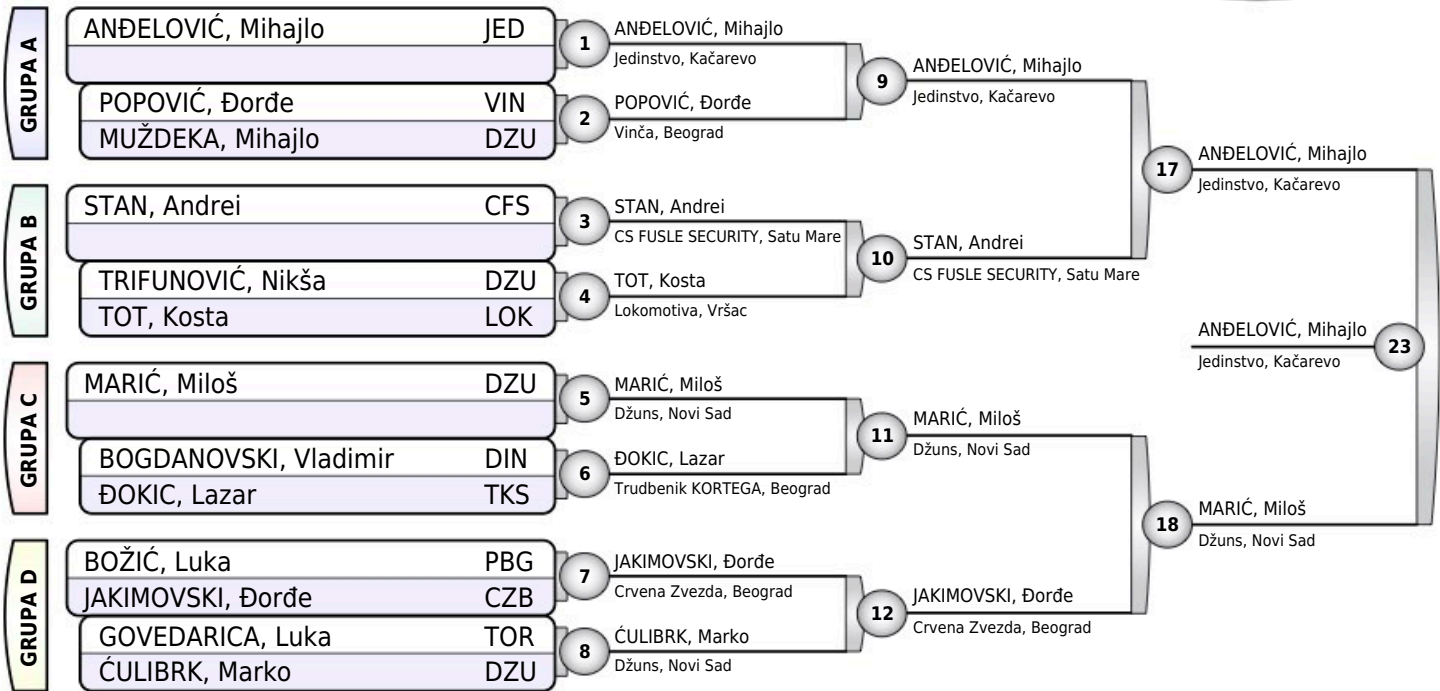 GRUPA A
ANĐELOVIĆ, Mihajlo JED
POPOVIĆ, Đorđe VIN
MUŽDEKA, Mihajlo DZU
GRUPA B
STAN, Andrei CFS
TRIFUNOVIĆ, Nikša DZU
TOT, Kosta LOK
GRUPA C
MARIĆ, Miloš DZU
BOGDANOVSKI, Vladimir DIN
ĐOKIC, Lazar TKS
GRUPA D
BOŽIĆ, Luka PBG
JAKIMOVSKI, Đorđe CZB
GOVEDARICA, Luka TOR
ĆULIBRK, Marko DZU
1 ANĐELOVIĆ, Mihajlo
Jedinstvo, Kačarevo
2 POPOVIĆ, Đorđe
Vinča, Beograd
3 STAN, Andrei
CS FUSLE SECURITY, Satu Mare
4 TOT, Kosta
Lokomotiva, Vršac
5 MARIĆ, Miloš
Džuns, Novi Sad
6 ĐOKIC, Lazar
Trudbenik KORTEGA, Beograd
7 JAKIMOVSKI, Đorđe
Crvena Zvezda, Beograd
8 ĆULIBRK, Marko
Džuns, Novi Sad
9 ANĐELOVIĆ, Mihajlo
Jedinstvo, Kačarevo
10 STAN, Andrei
CS FUSLE SECURITY, Satu Mare
11 MARIĆ, Miloš
Džuns, Novi Sad
12 JAKIMOVSKI, Đorđe
Crvena Zvezda, Beograd
17 ANĐELOVIĆ, Mihajlo
Jedinstvo, Kačarevo
18 MARIĆ, Miloš
Džuns, Novi Sad
ANĐELOVIĆ, Mihajlo 23
Jedinstvo, Kačarevo